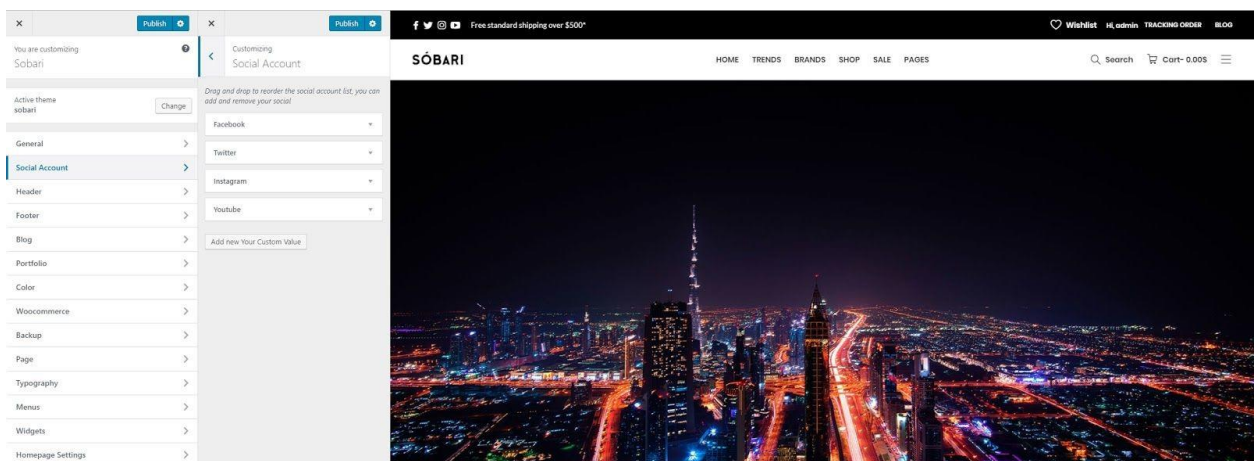 Publish
You are customizing
Sobari
Active theme
sobari
Change
General
Social Account
Header
Footer
Blog
Portfolio
Color
Woocommerce
Backup
Page
Typography
Menus
Widgets
Homepage Settings
Publish
Customizing
Social Account
Drag and drop to reorder the social account list, you can
add and remove your social
Facebook
Twitter
Instagram
Youtube
Add new Your Custom Value
Free standard shipping over $500*
Wishlist Hi, admin TRACKING ORDER BLOG
SÓBARI
HOME TRENDS BRANDS SHOP SALE PAGES
Search Cart- 0.00$